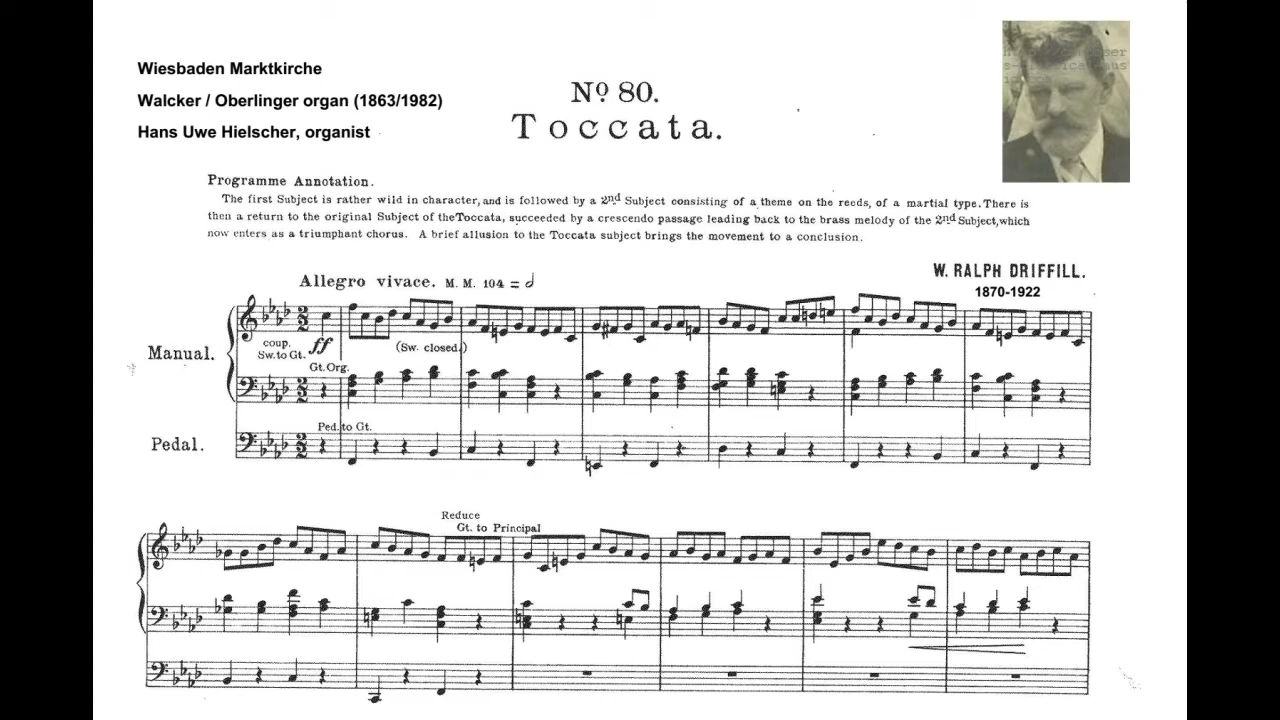 Wiesbaden Marktkirche
Walcker / Oberlinger organ (1863/1982)
Hans Uwe Hielscher, organist
Nº 80.
Toccata.
Programme Annotation.
The first Subject is rather wild in character, and is followed by a 2nd Subject consisting of a theme on the reeds, of a martial type. There is
then a return to the original Subject of the Toccata, succeeded by a crescendo passage leading back to the brass melody of the 2nd Subject, which
now enters as a triumphant chorus. A brief allusion to the Toccata subject brings the movement to a conclusion.
W. RALPH DRIFFILL.
1870-1922
Allegro vivace. M. M. 104 = 𝅗𝅥
coup.
Sw. to Gt.
ff
(Sw. closed.)
Manual.
Gt. Org.
Ped. to Gt.
Pedal.
Reduce
Gt. to Principal